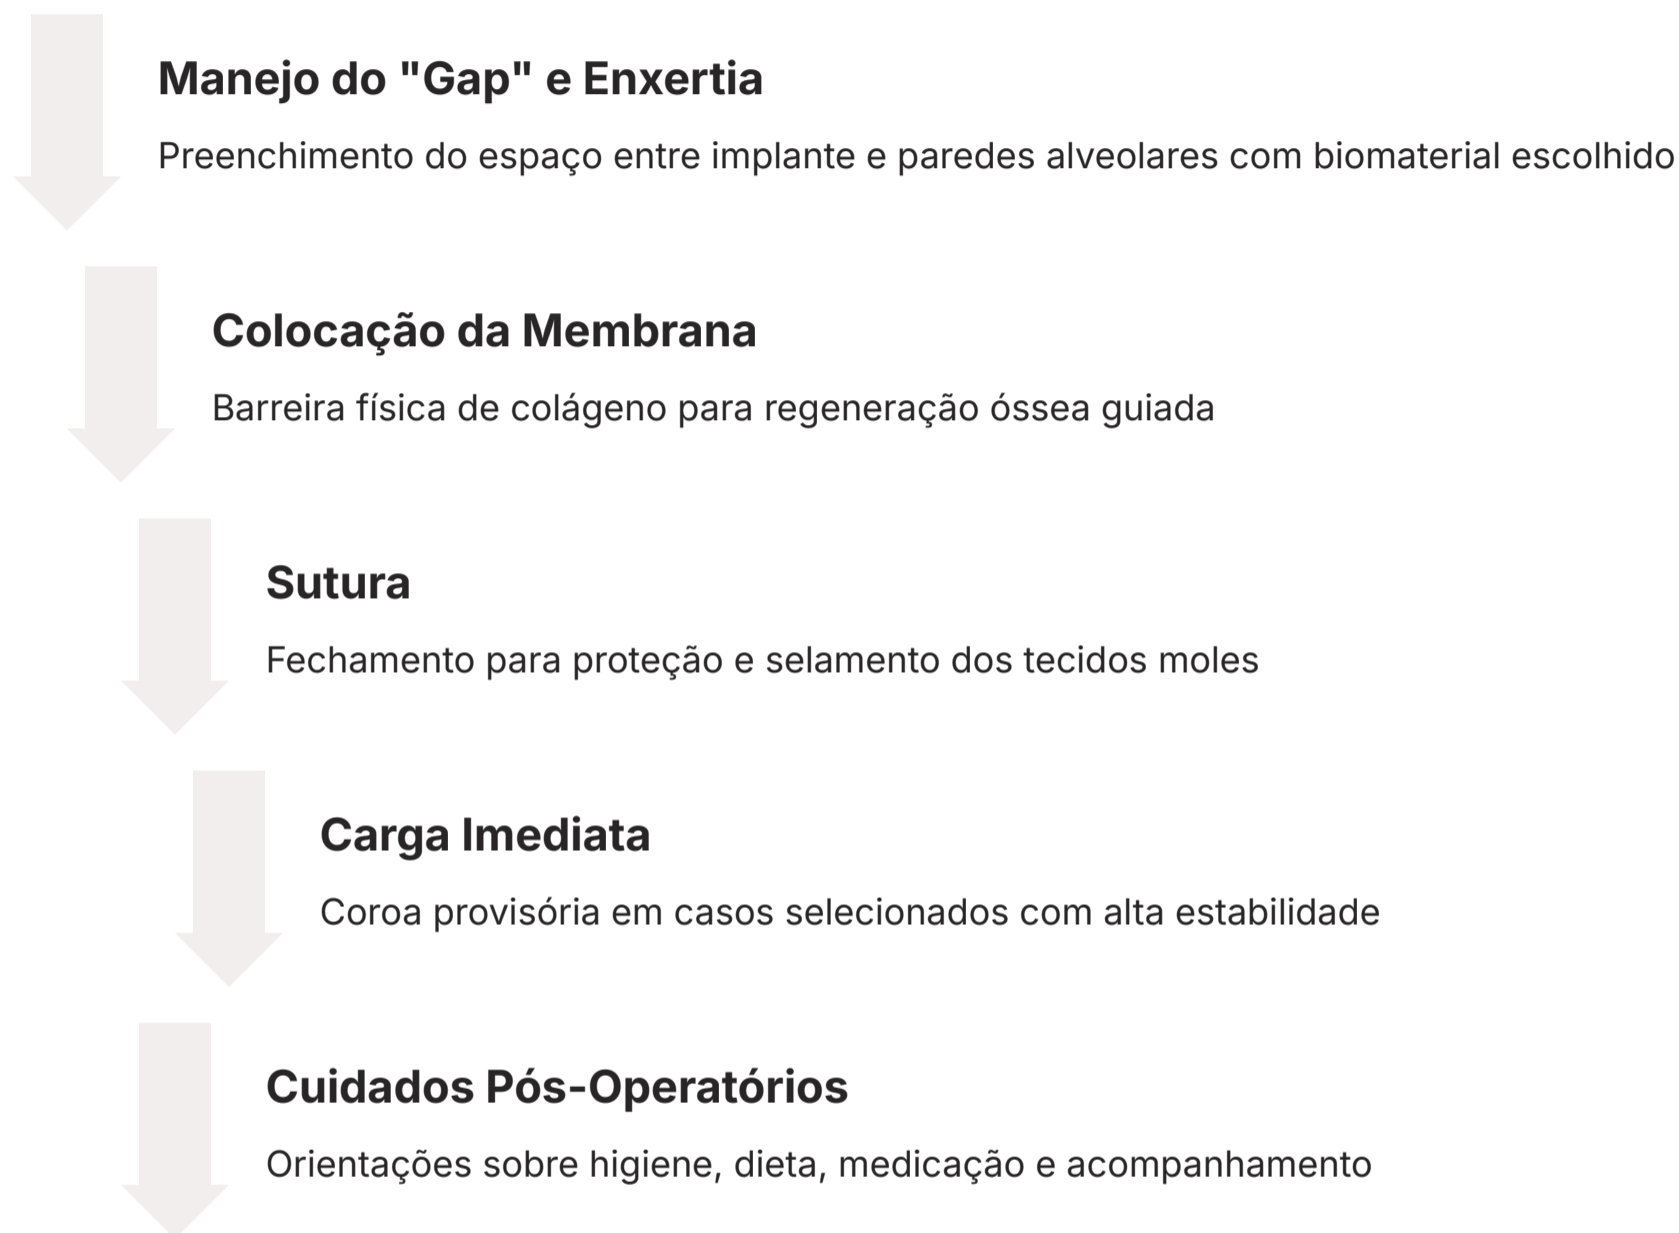 Manejo do "Gap" e Enxertia
Preenchimento do espaço entre implante e paredes alveolares com biomaterial escolhido
Colocação da Membrana
Barreira física de colágeno para regeneração óssea guiada
Sutura
Fechamento para proteção e selamento dos tecidos moles
Carga Imediata
Coroa provisória em casos selecionados com alta estabilidade
Cuidados Pós-Operatórios
Orientações sobre higiene, dieta, medicação e acompanhamento